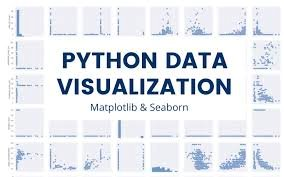 PYTHON DATA
VISUALIZATION
Matplotlib & Seaborn